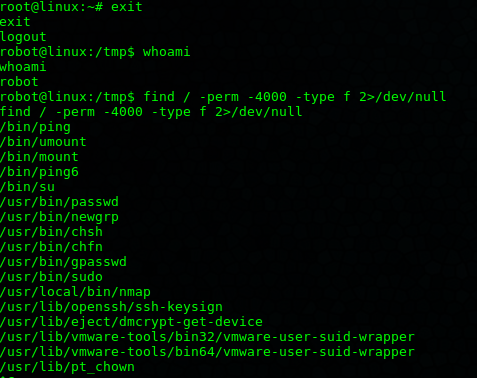 root@linux:~# exit
exit
logout
robot@linux:/tmp$ whoami
whoami
robot
robot@linux:/tmp$ find / -perm -4000 -type f 2>/dev/null
find / -perm -4000 -type f 2>/dev/null
/bin/ping
/bin/umount
/bin/mount
/bin/ping6
/bin/su
/usr/bin/passwd
/usr/bin/newgrp
/usr/bin/chsh
/usr/bin/chfn
/usr/bin/gpasswd
/usr/bin/sudo
/usr/local/bin/nmap
/usr/lib/openssh/ssh-keysign
/usr/lib/eject/dmcrypt-get-device
/usr/lib/vmware-tools/bin32/vmware-user-suid-wrapper
/usr/lib/vmware-tools/bin64/vmware-user-suid-wrapper
/usr/lib/pt_chown